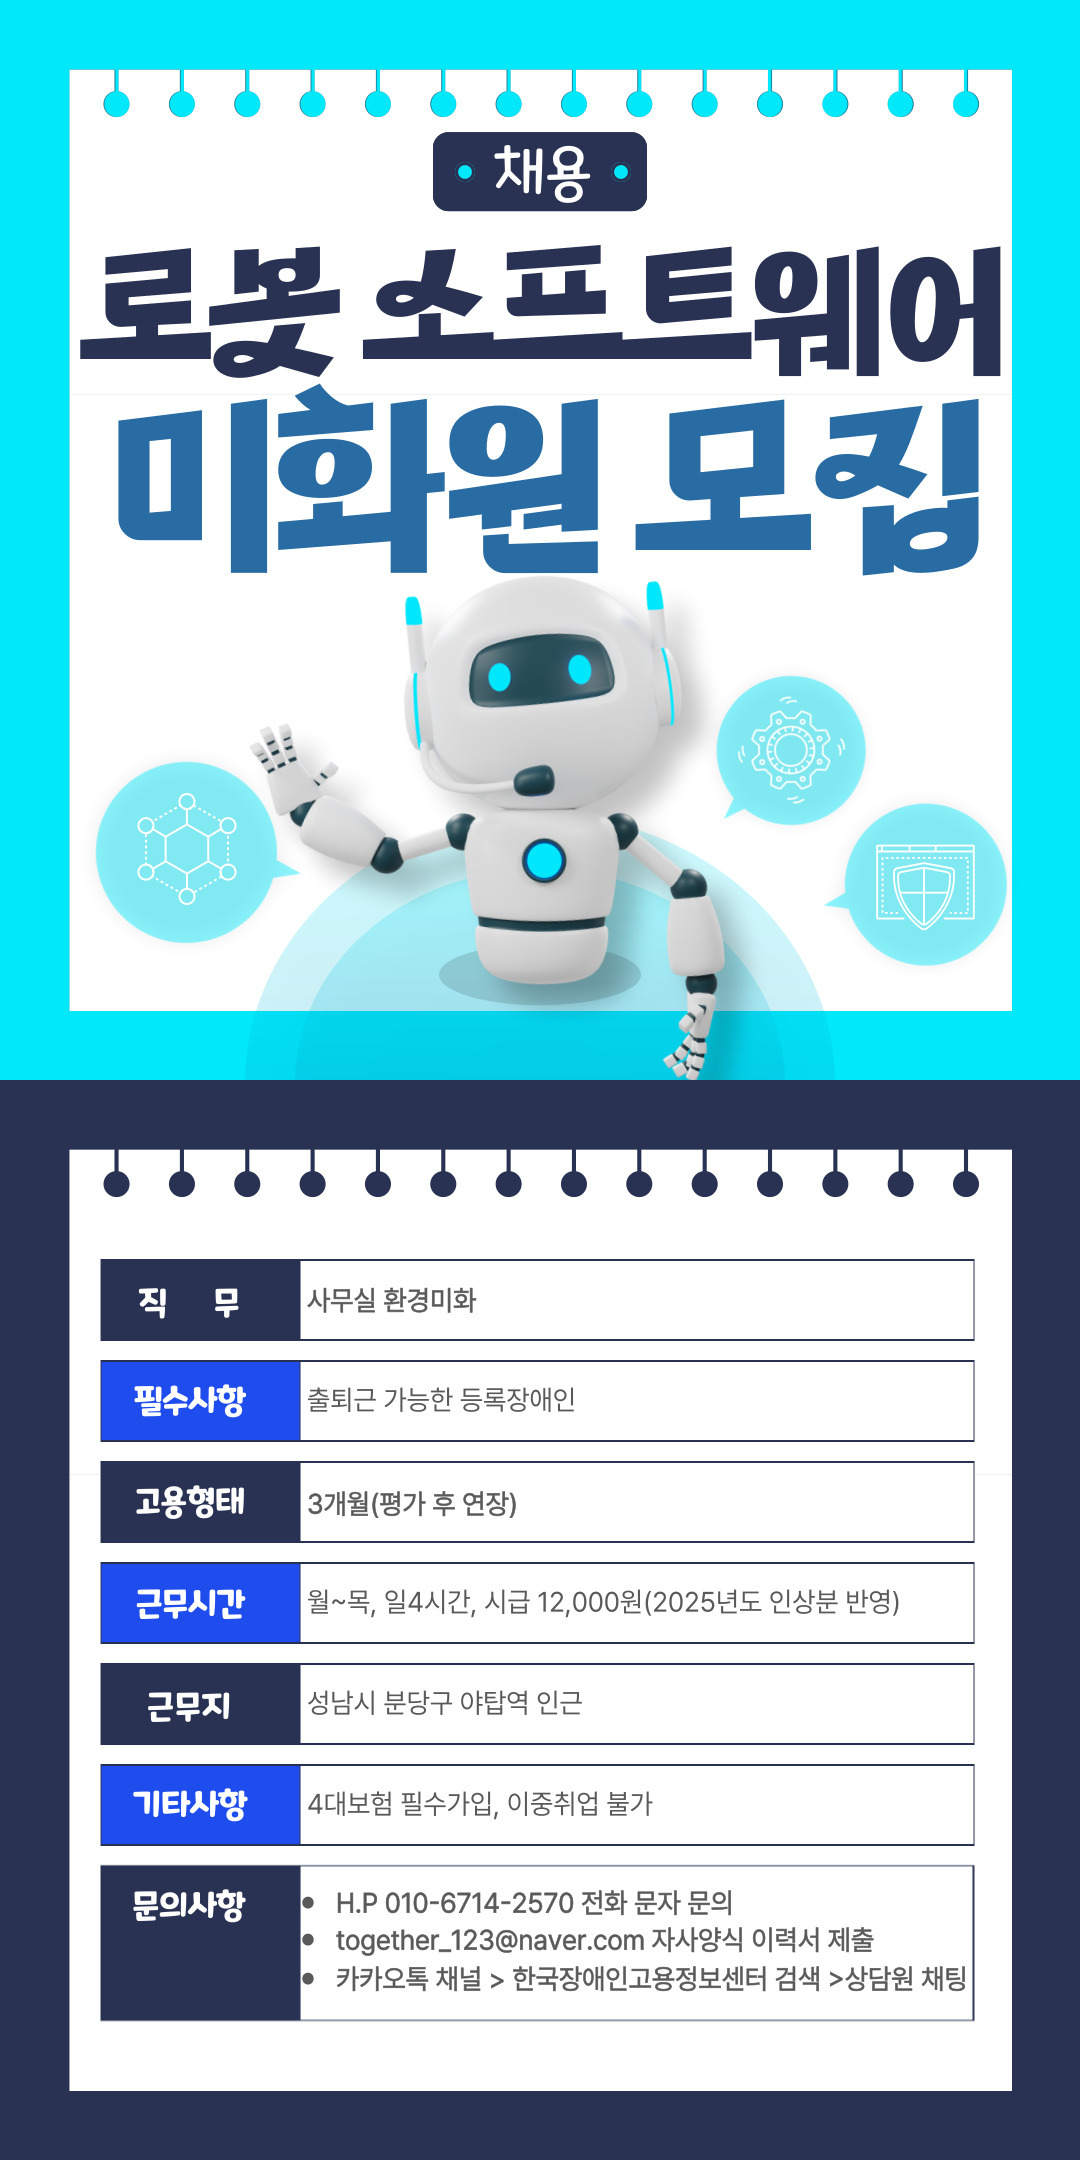 채용
로봇 소프트웨어
미화원 모집
직 무
사무실 환경미화
필수사항
출퇴근 가능한 등록장애인
고용형태
3개월(평가 후 연장)
근무시간
월~목, 일4시간, 시급 12,000원(2025년도 인상분 반영)
근무지
성남시 분당구 야탑역 인근
기타사항
4대보험 필수가입, 이중취업 불가
문의사항
● H.P 010-6714-2570 전화 문자 문의
● together_123@naver.com 자사양식 이력서 제출
● 카카오톡 채널 > 한국장애인고용정보센터 검색 >상담원 채팅